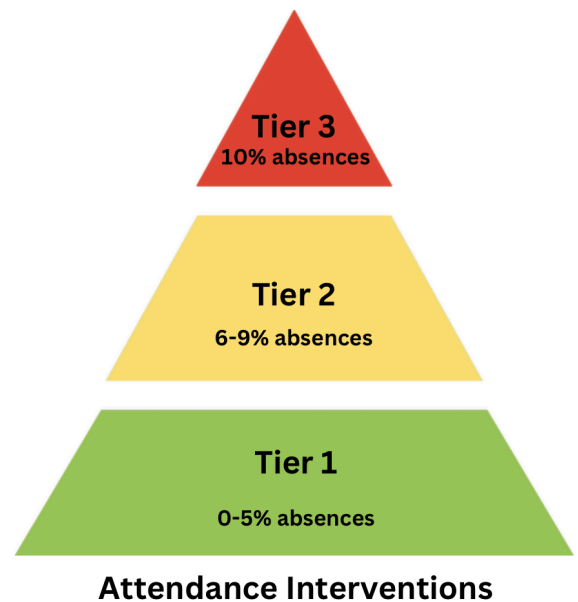 Tier 3
10% absences
Tier 2
6-9% absences
Tier 1
0-5% absences
Attendance Interventions